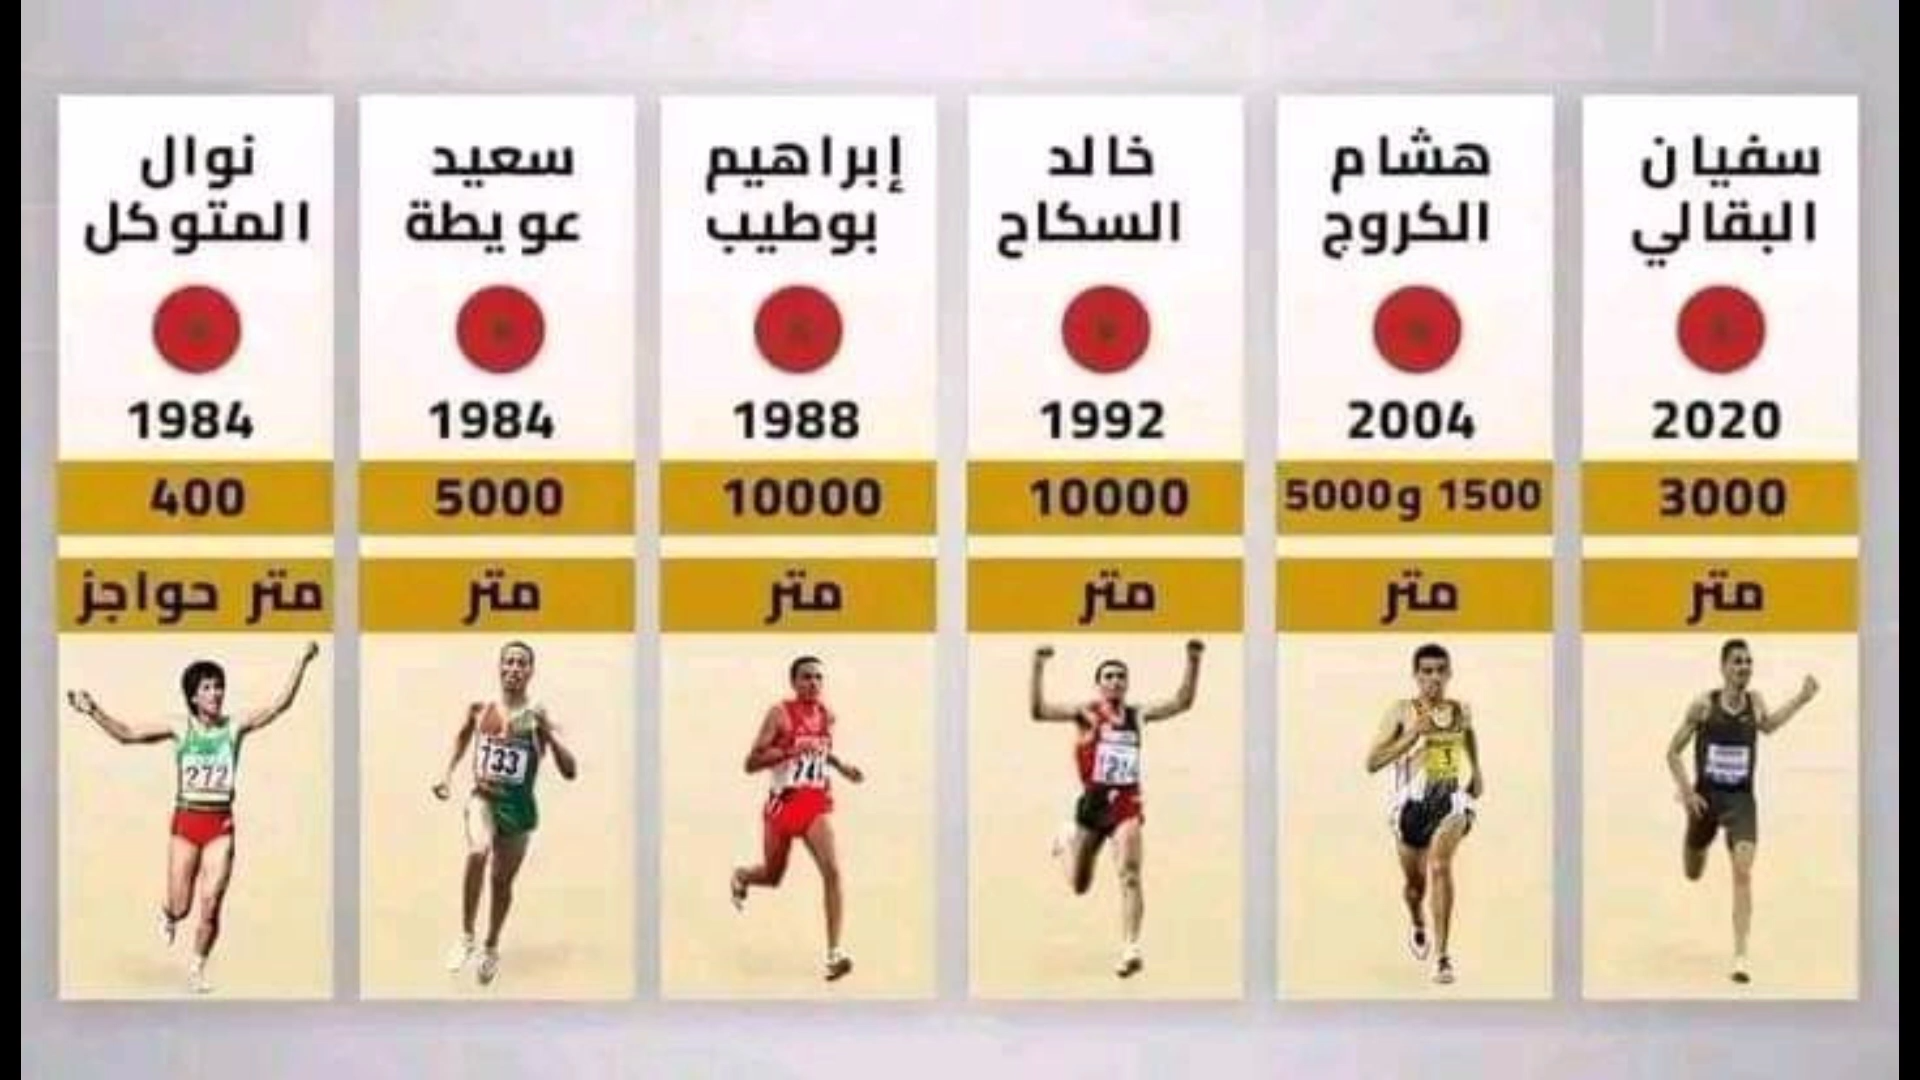 سفيان
البقالي
2020
3000
متر
هشام
الكروج
2004
1500 و5000
متر
خالد
السكاح
1992
10000
متر
إبراهيم
بوطيب
1988
10000
متر
سعيد
عويطة
1984
5000
متر
733
نوال
المتوكل
1984
400
متر حواجز
272